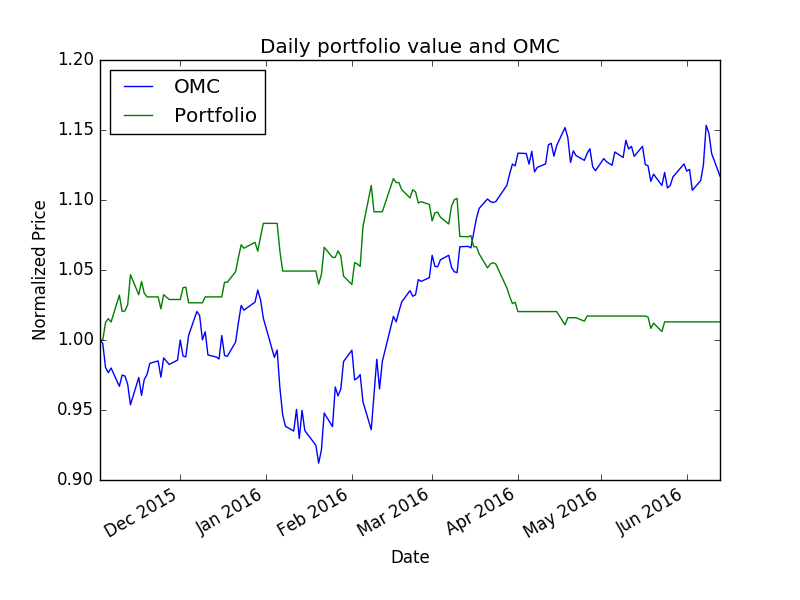 Daily portfolio value and OMC
1.20
1.15
1.10
1.05
1.00
0.95
0.90
Normalized Price
OMC
Portfolio
Dec 2015
Jan 2016
Feb 2016
Mar 2016
Apr 2016
May 2016
Jun 2016
Date